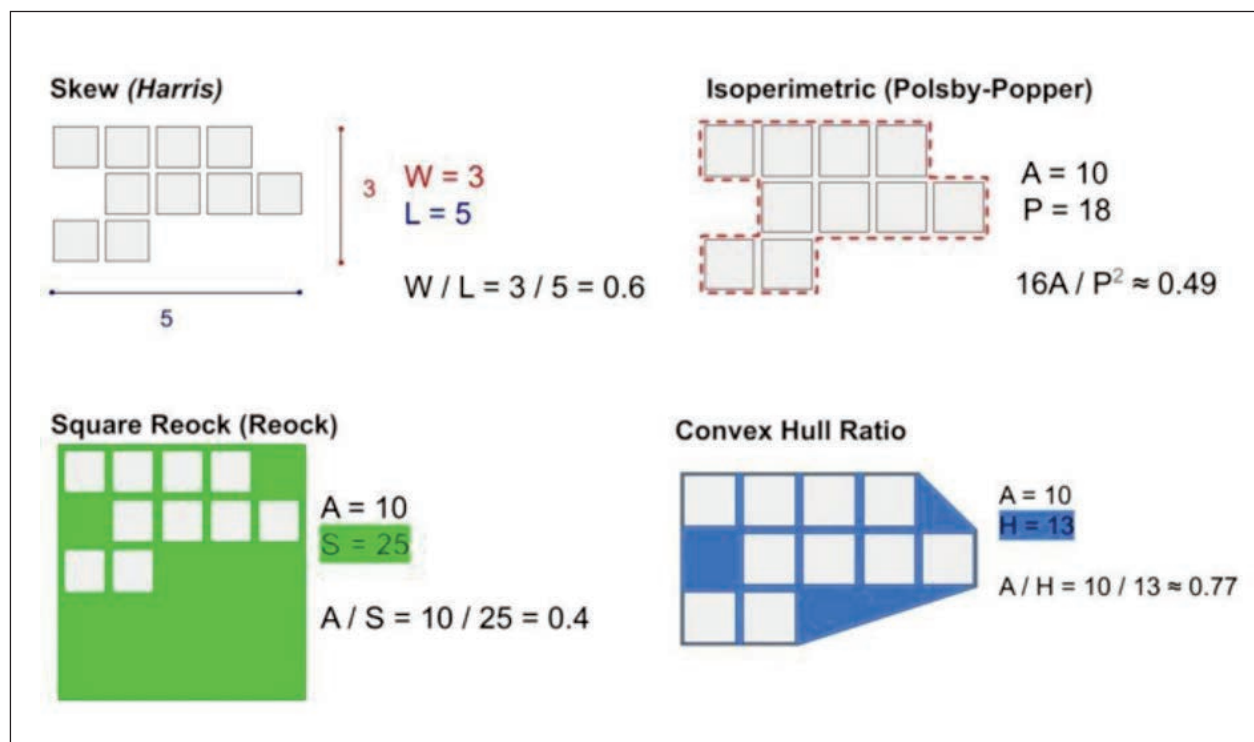 Skew (Harris)
3
W = 3
L = 5
W / L = 3 / 5 = 0.6
5
Isoperimetric (Polsby-Popper)
A = 10
P = 18
16A / P² ≈ 0.49
Square Reock (Reock)
A = 10
S = 25
A / S = 10 / 25 = 0.4
Convex Hull Ratio
A = 10
H = 13
A / H = 10 / 13 ≈ 0.77